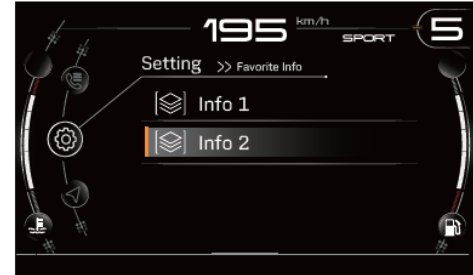 195 km/h
SPORT
5
Setting >> Favorite Info
Info 1
Info 2